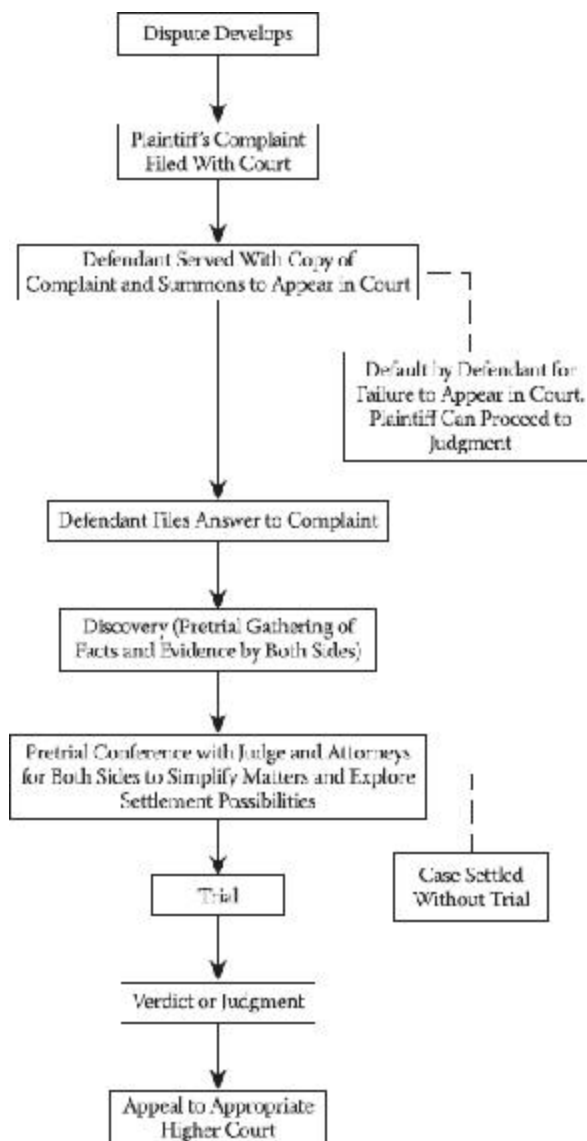 Dispute Develops
Plaintiff's Complaint
Filed With Court
Defendant Served With Copy of
Complaint and Summons to Appear in Court
Default by Defendant for
Failure to Appear in Court.
Plaintiff Can Proceed to
Judgment
Defendant Files Answer to Complaint
Discovery (Pretrial Gathering of
Facts and Evidence by Both Sides)
Pretrial Conference with Judge and Attorneys
for Both Sides to Simplify Matters and Explore
Settlement Possibilities
Case Settled
Without Trial
Trial
Verdict or Judgment
Appeal to Appropriate
Higher Court